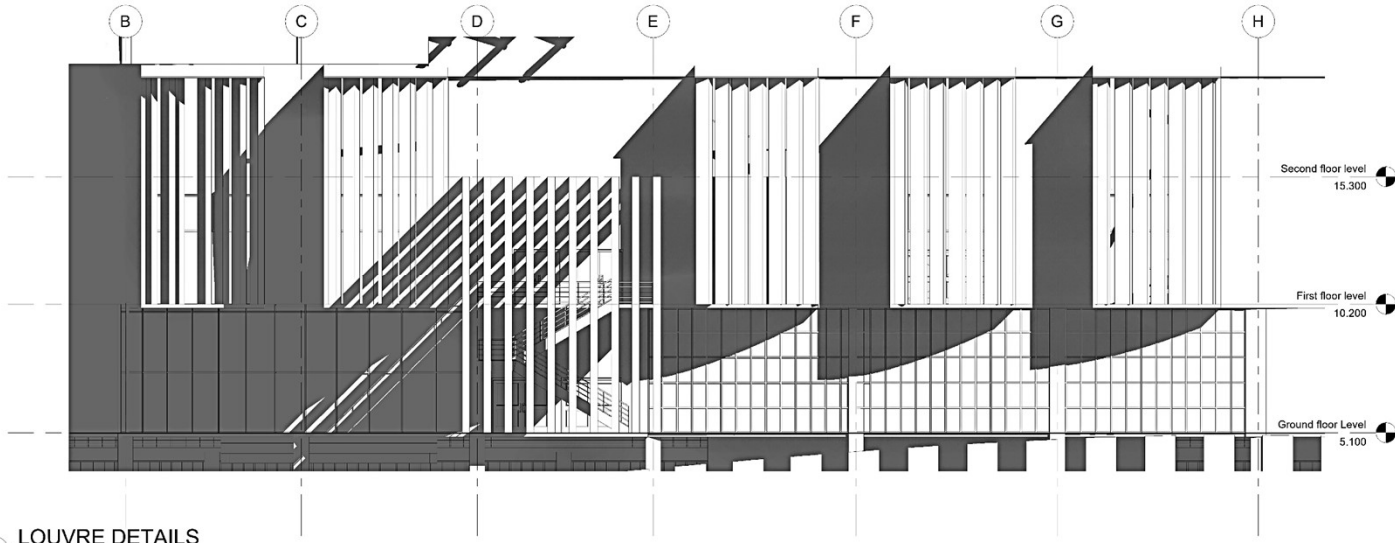 B C D E F G H
Second floor level
15.300
First floor level
10.200
Ground floor Level
5.100
LOUVRE DETAILS